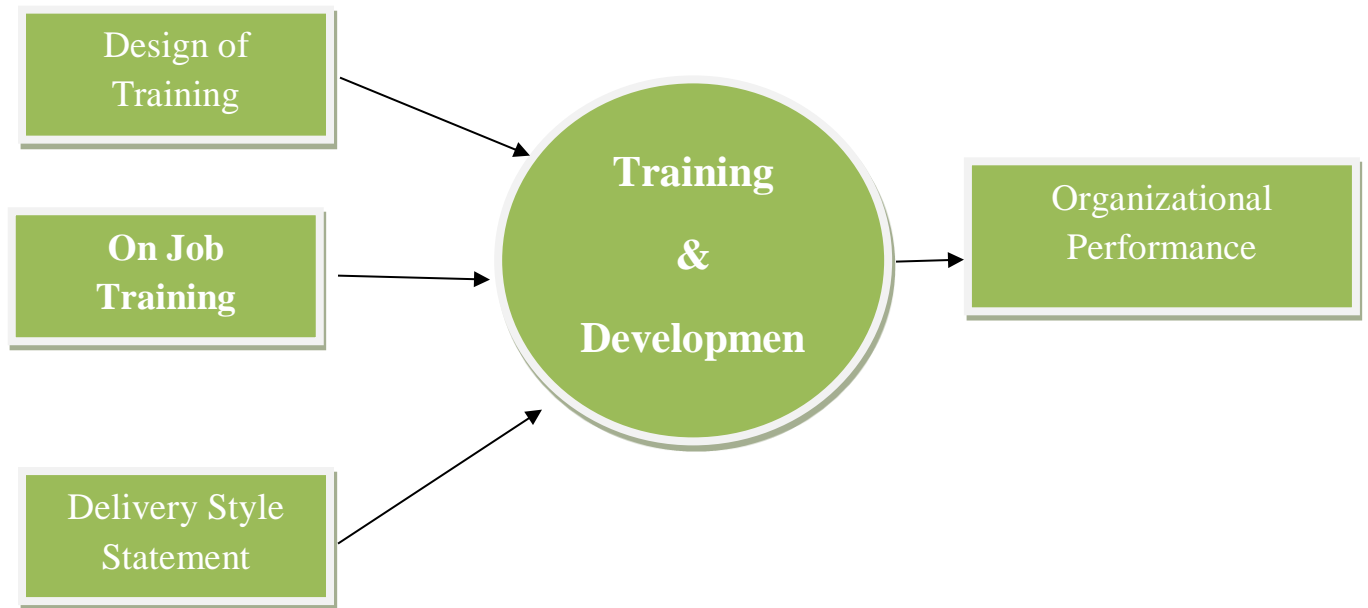 Design of
Training
On Job
Training
Delivery Style
Statement
Training
&
Developmen
Organizational
Performance